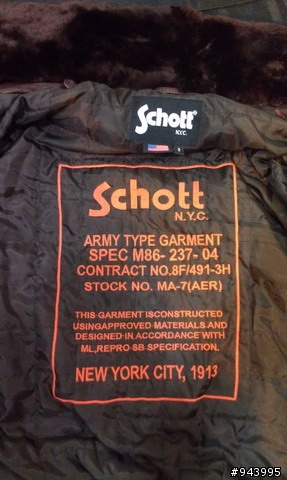 Schott®
N.Y.C.
S
Schott
N.Y.C.
ARMY TYPE GARMENT
SPEC M86- 237- 04
CONTRACT NO.8F/491-3H
STOCK NO. MA-7(AER)
THIS GARMENT ISCONSTRUCTED
USINGAPPROVED MATERIALS AND
DESIGNED IN ACCORDANCE WITH
ML,REPRO SB SPECIFICATION.
NEW YORK CITY, 1913
#943995